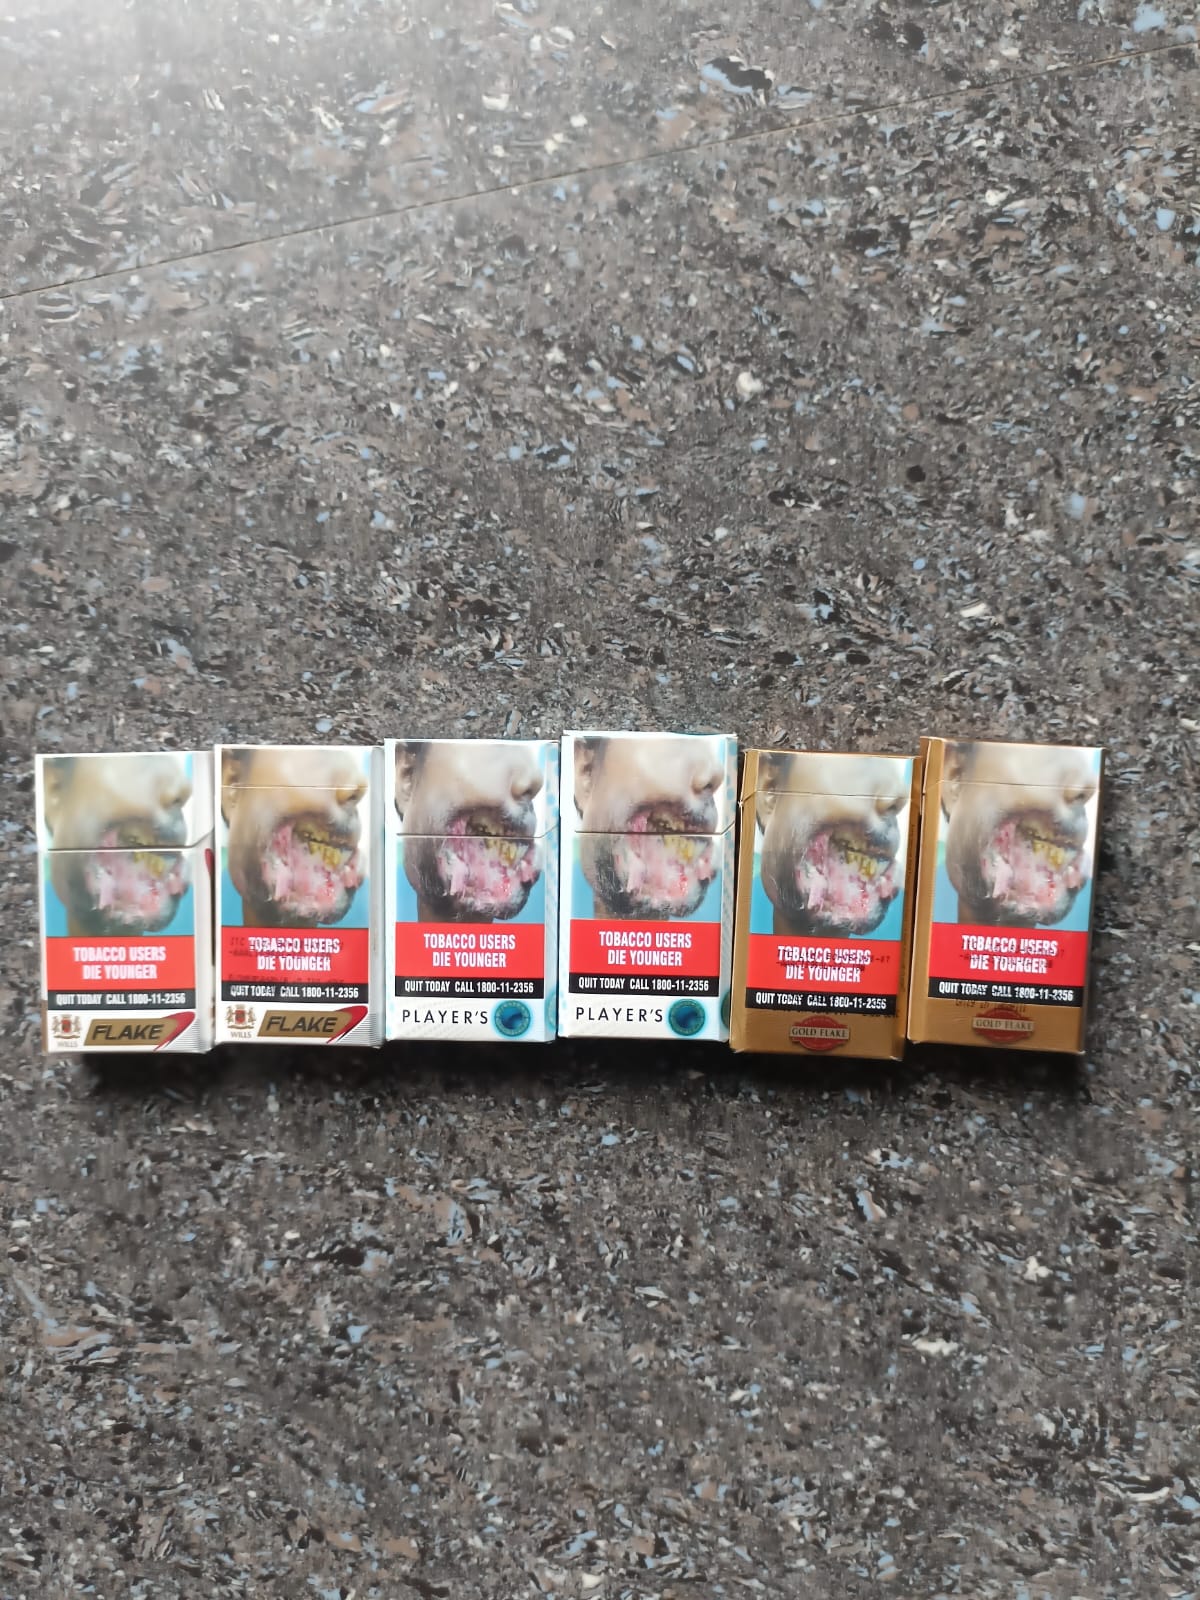 TOBACCO USERS
DIE YOUNGER
QUIT TODAY CALL 1800-11-2356
WILLS
FLAKE
TOBACCO USERS
DIE YOUNGER
QUIT TODAY CALL 1800-11-2356
WILLS
FLAKE
TOBACCO USERS
DIE YOUNGER
QUIT TODAY CALL 1800-11-2356
PLAYER'S
TOBACCO USERS
DIE YOUNGER
QUIT TODAY CALL 1800-11-2356
PLAYER'S
TOBACCO USERS
DIE YOUNGER
QUIT TODAY CALL 1800-11-2356
GOLD FLAKE
TOBACCO USERS
DIE YOUNGER
QUIT TODAY CALL 1800-11-2356
GOLD FLAKE